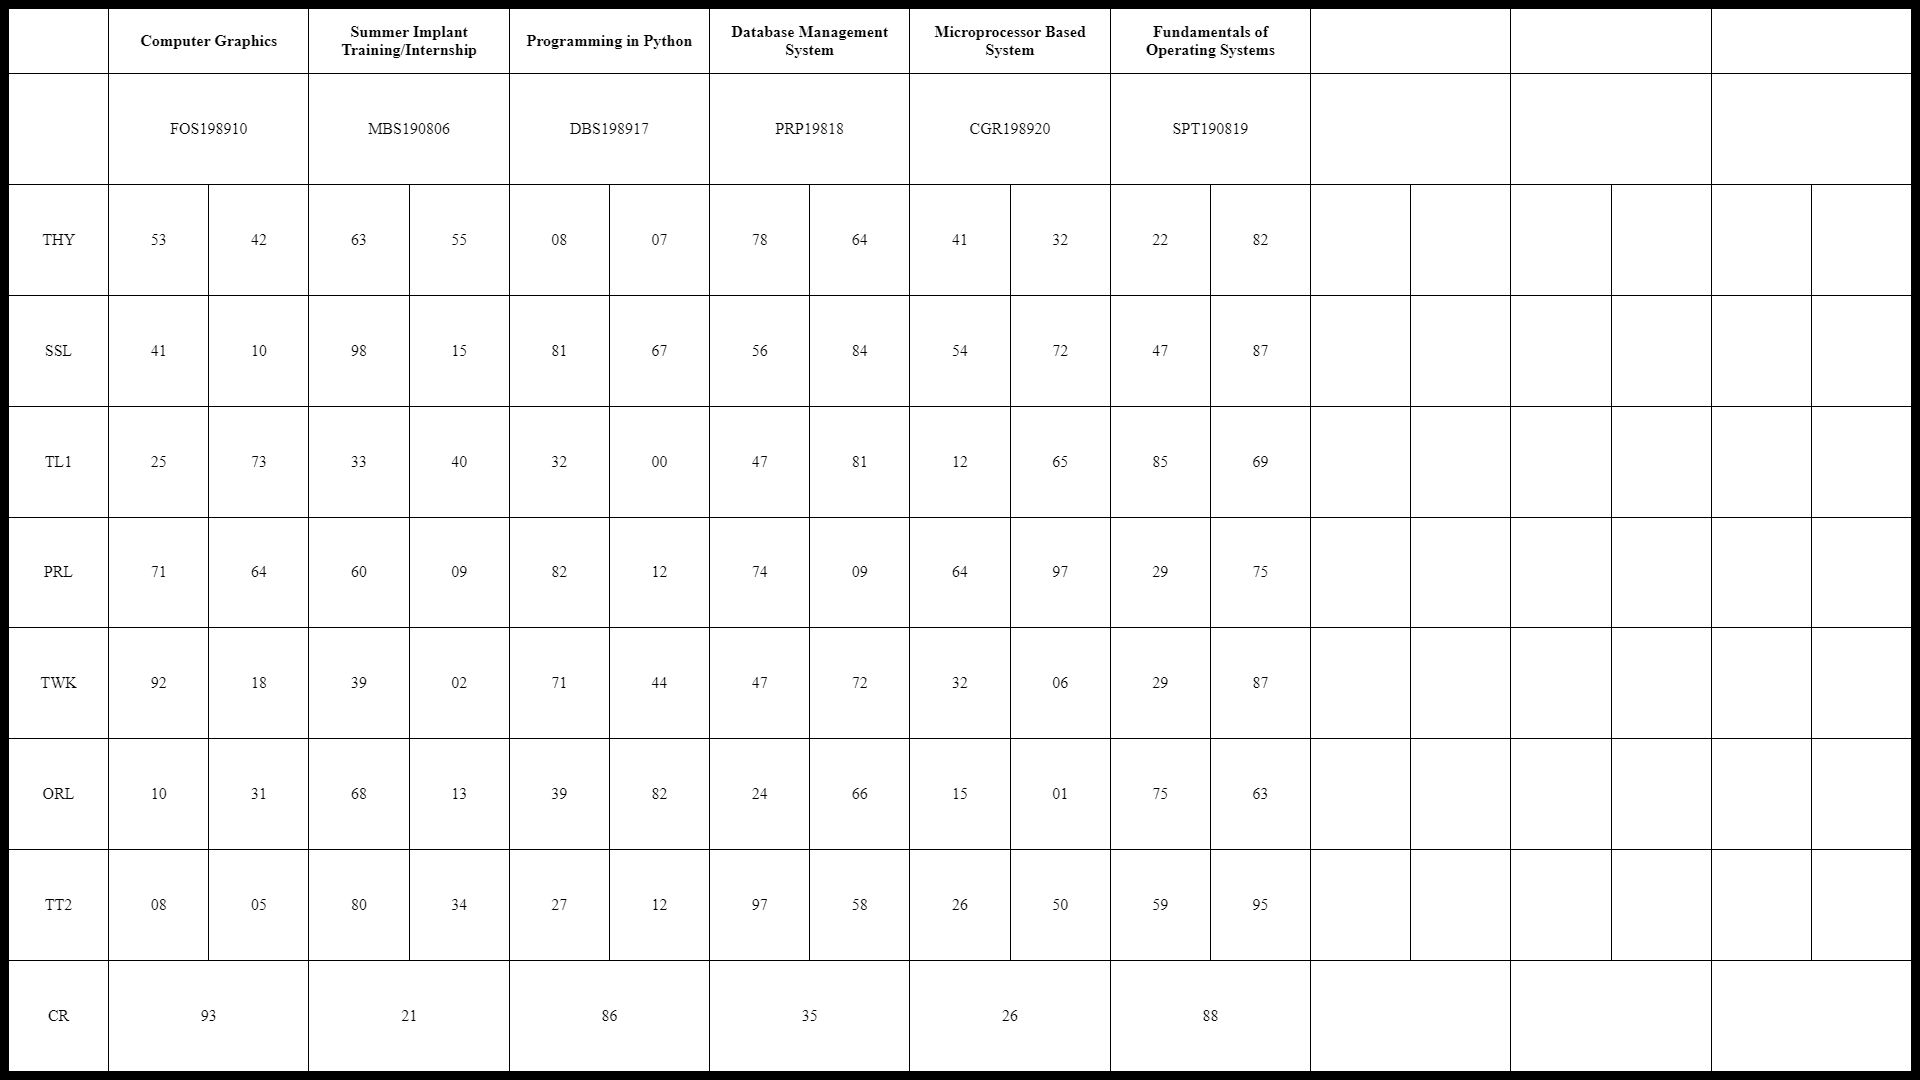 Computer Graphics Summer Implant Training/Internship Programming in Python Database Management System Microprocessor Based System Fundamentals of Operating Systems
FOS198910 MBS190806 DBS198917 PRP19818 CGR198920 SPT190819
THY 53 42 63 55 08 07 78 64 41 32 22 82
SSL 41 10 98 15 81 67 56 84 54 72 47 87
TL1 25 73 33 40 32 00 47 81 12 65 85 69
PRL 71 64 60 09 82 12 74 09 64 97 29 75
TWK 92 18 39 02 71 44 47 72 32 06 29 87
ORL 10 31 68 13 39 82 24 66 15 01 75 63
TT2 08 05 80 34 27 12 97 58 26 50 59 95
CR 93 21 86 35 26 88